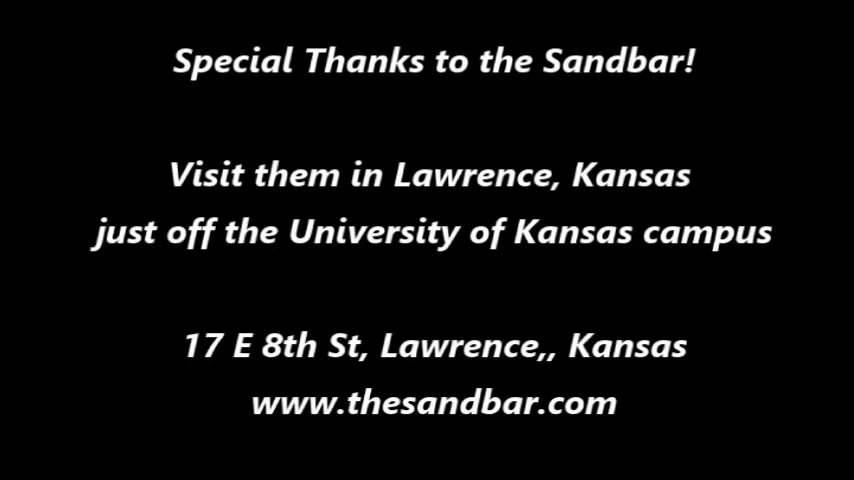 Special Thanks to the Sandbar!
Visit them in Lawrence, Kansas
just off the University of Kansas campus
17 E 8th St, Lawrence,, Kansas
www.thesandbar.com